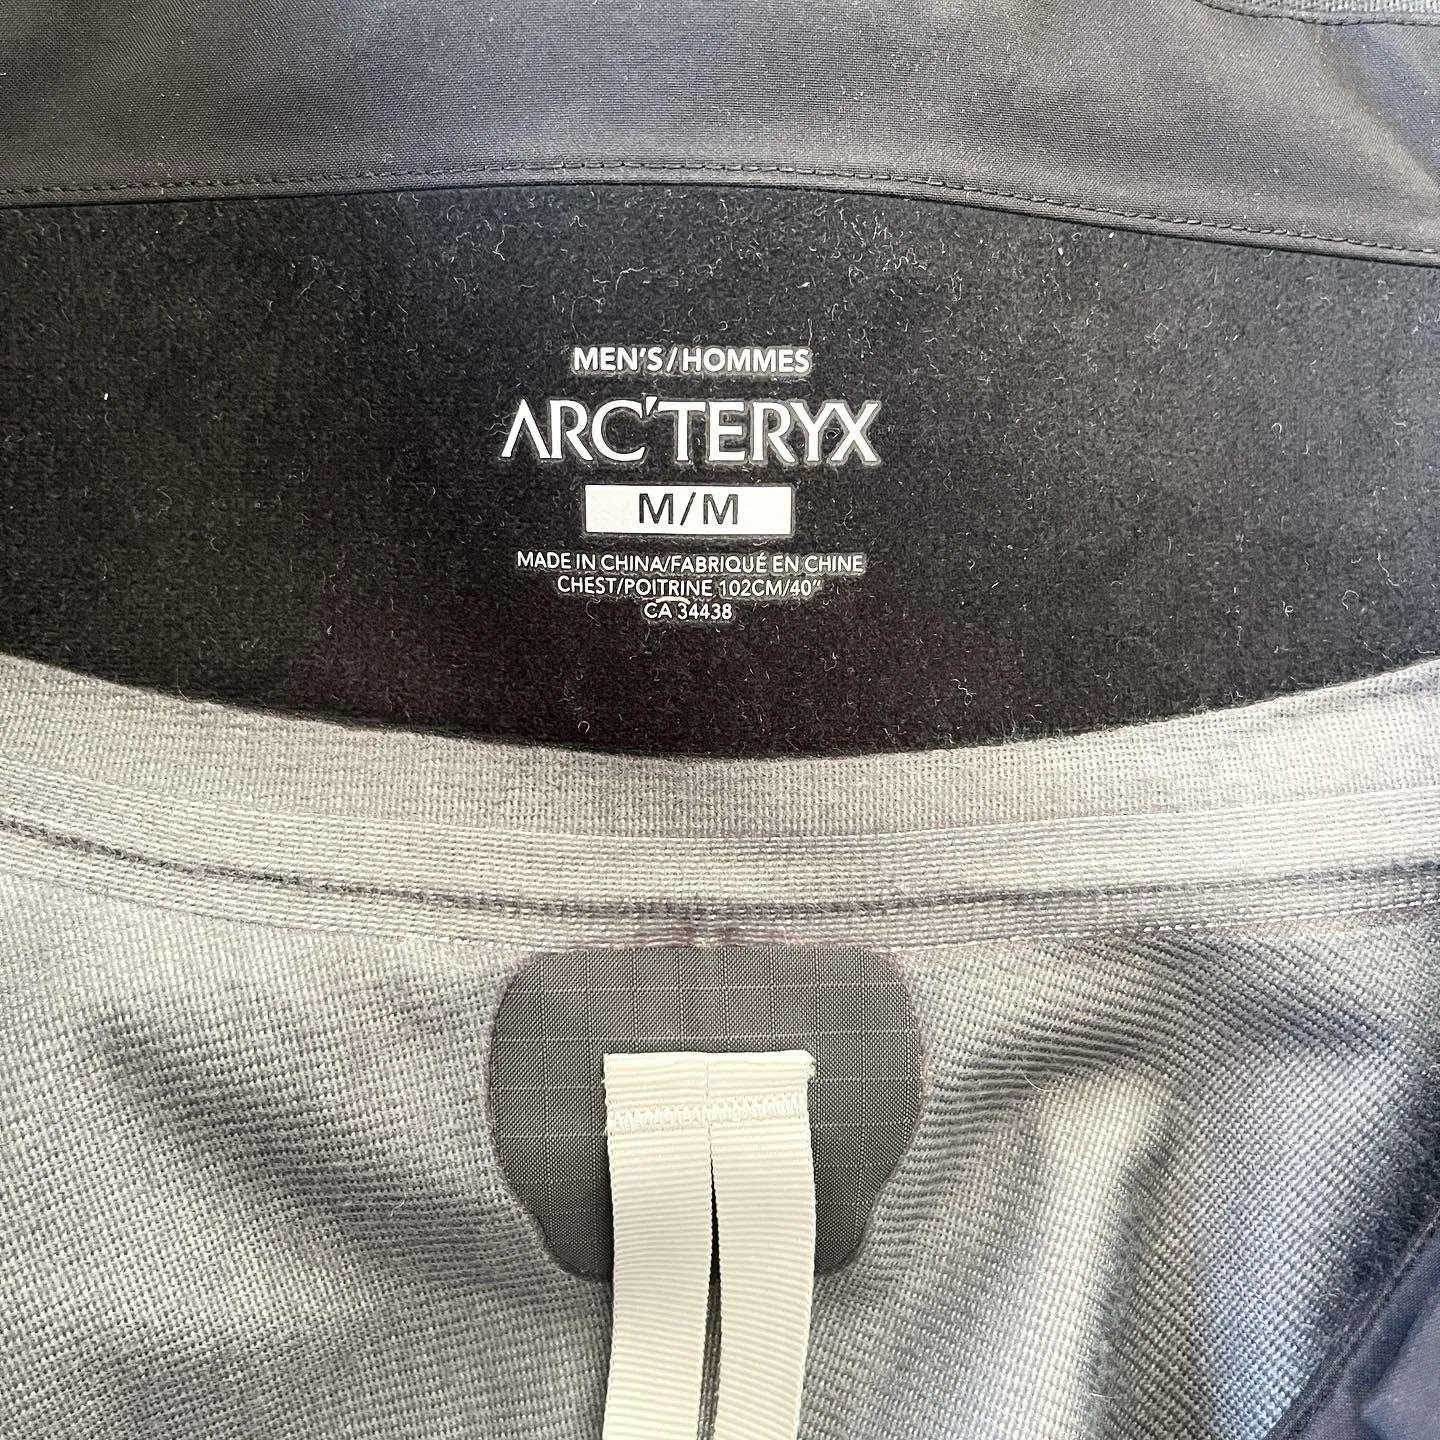 MEN'S/HOMMES
ARC'TERYX
M/M
MADE IN CHINA/FABRIQUÉ EN CHINE
CHEST/POITRINE 102CM/40"
CA 34438